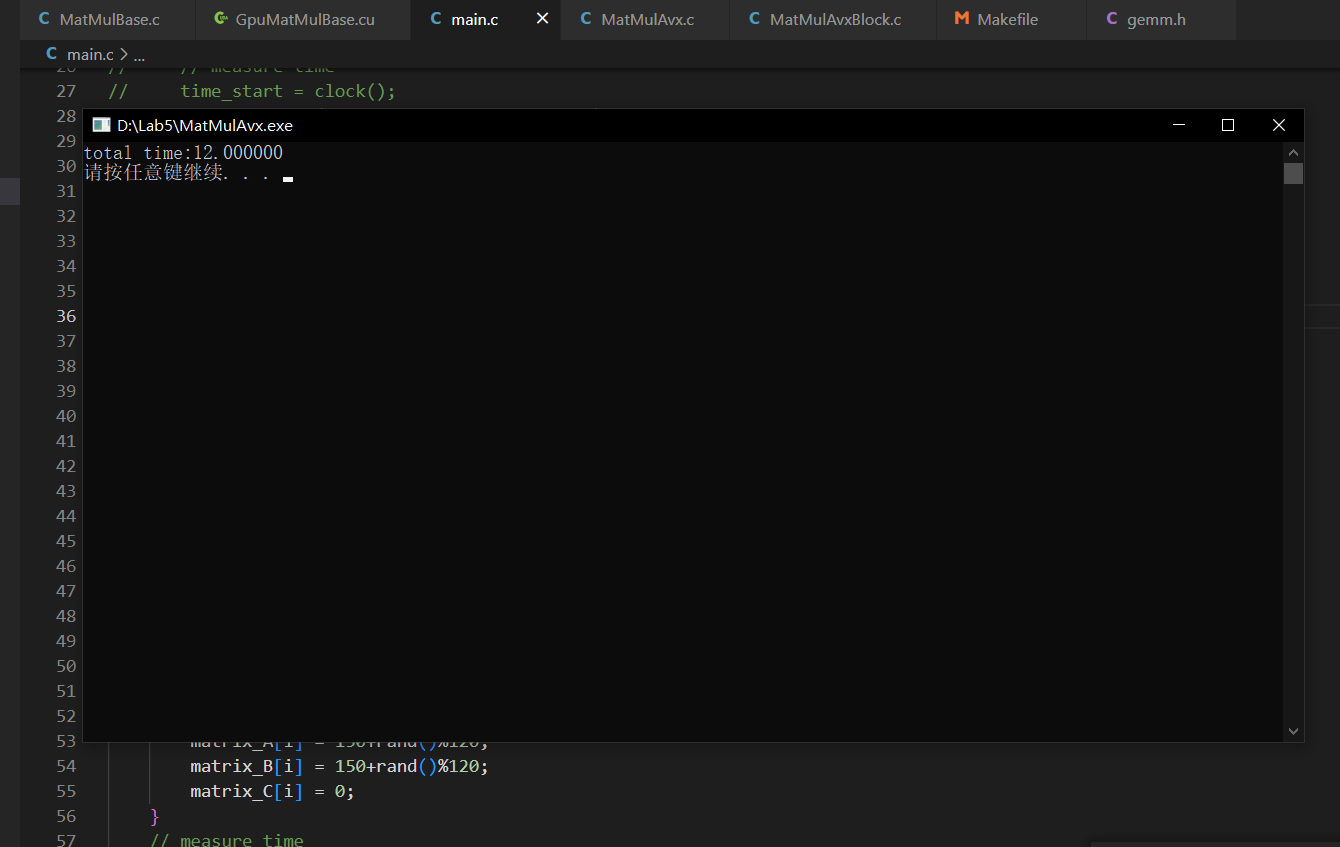 MatMulBase.c GpuMatMulBase.cu main.c MatMulAvx.c MatMulAvxBlock.c Makefile gemm.h
main.c > ...
26 // // measure time
27 // time_start = clock();
28
D:\Lab5\MatMulAvx.exe
29
total time:12.000000
30
请按任意键继续. . .
31
32
33
34
35
36
37
38
39
40
41
42
43
44
45
46
47
48
49
50
51
52
53 matrix_A[i] = 150+rand()%120;
54 matrix_B[i] = 150+rand()%120;
55 matrix_C[i] = 0;
56 }
57 // measure time